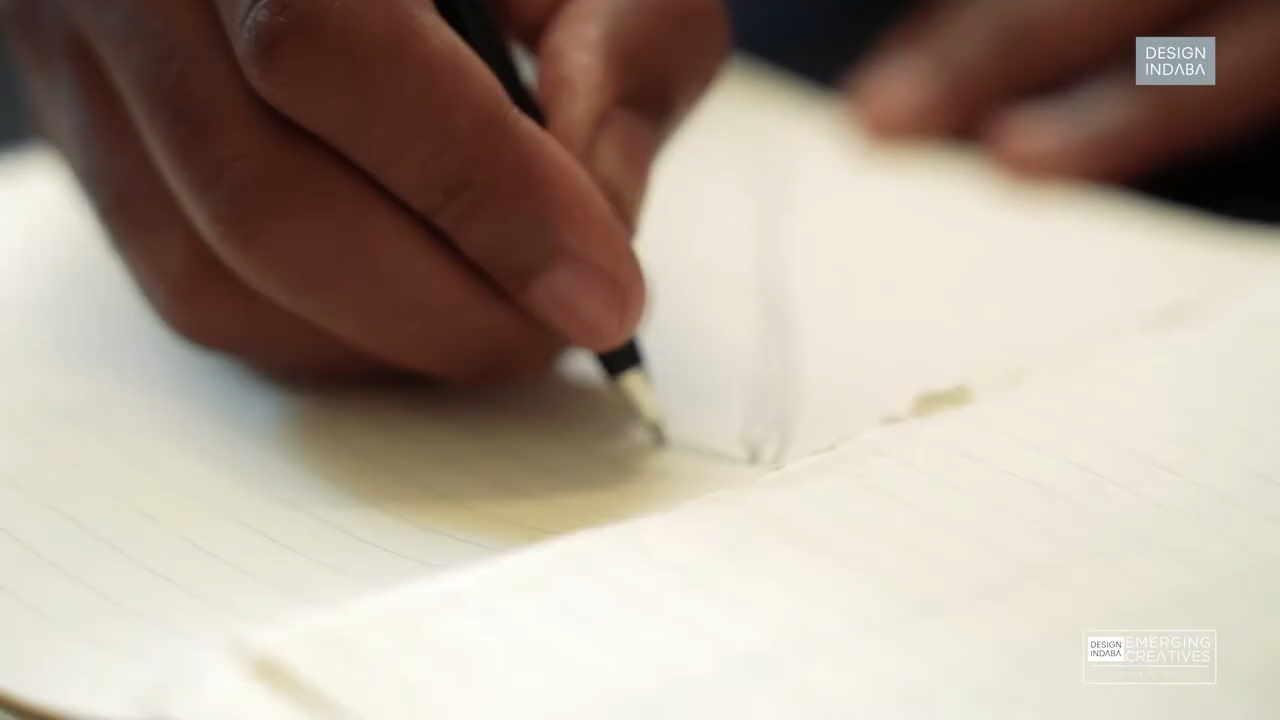 DESIGN
INDABA
DESIGN
INDABA
EMERGING
CREATIVES